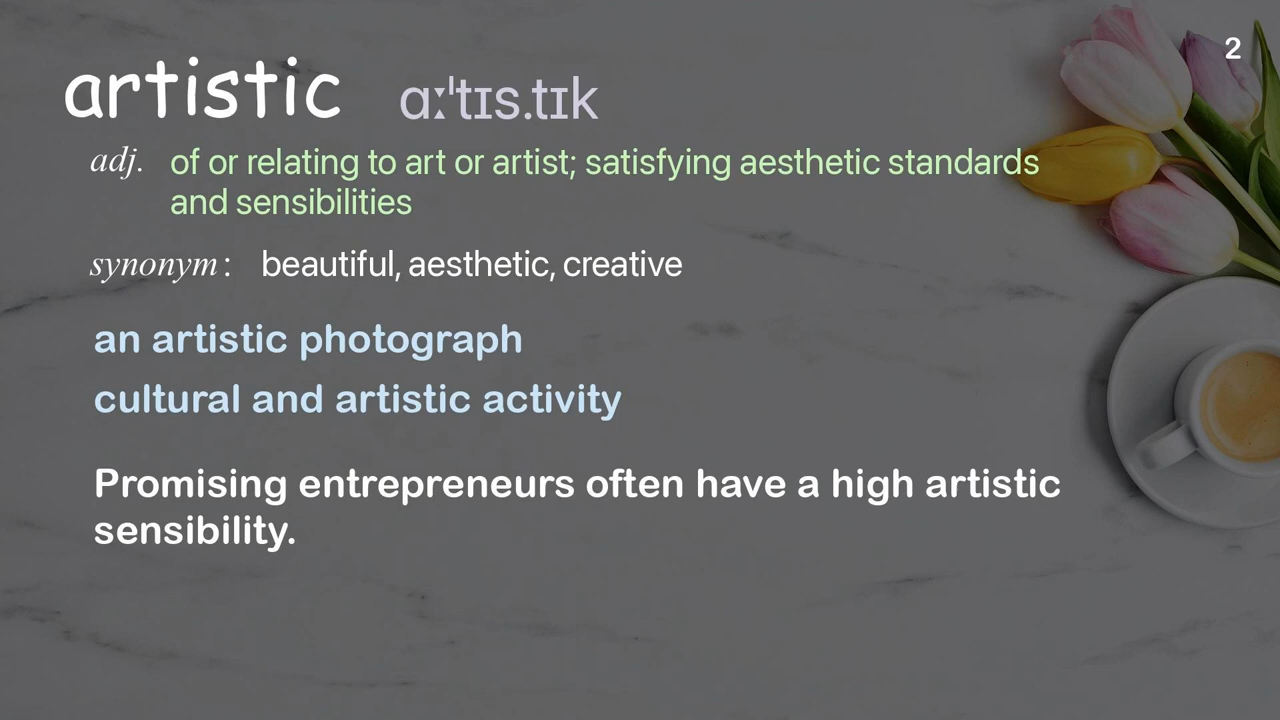 2
artistic ɑːˈtɪs.tɪk
adj. of or relating to art or artist; satisfying aesthetic standards
and sensibilities
synonym: beautiful, aesthetic, creative
an artistic photograph
cultural and artistic activity
Promising entrepreneurs often have a high artistic
sensibility.